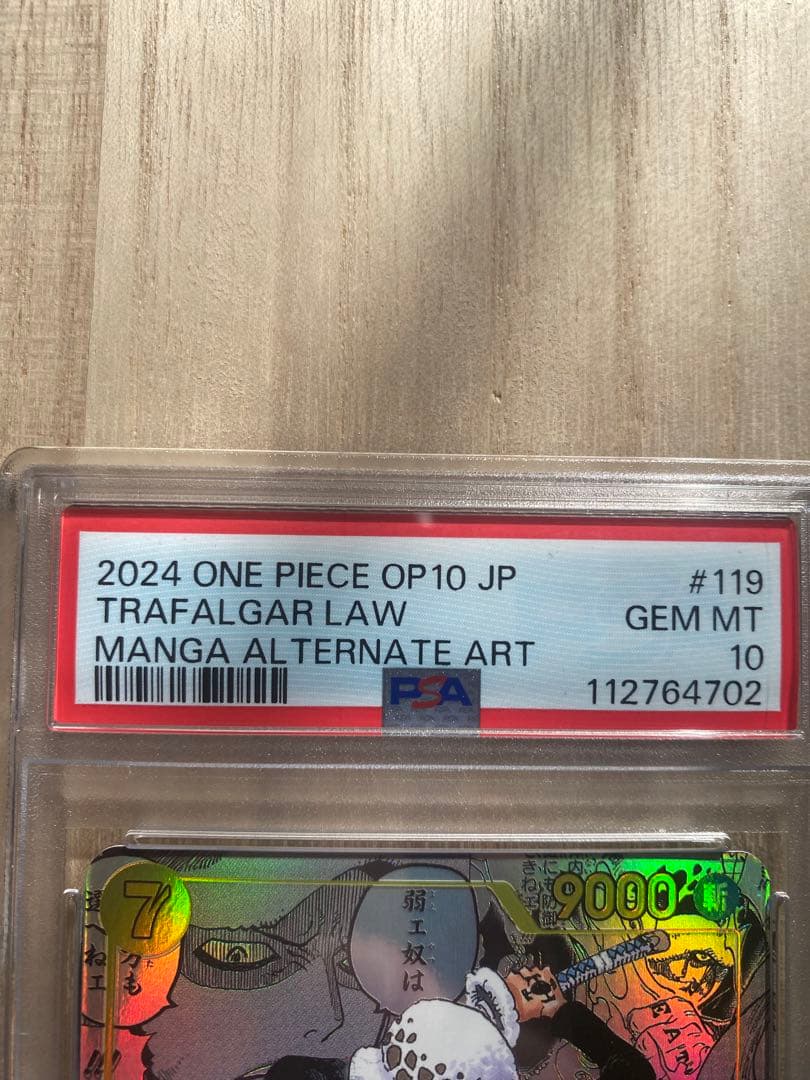 2024 ONE PIECE OP10 JP #119
TRAFALGAR LAW GEM MT
MANGA ALTERNATE ART 10
PSA 112764702
7
9000
斬
弱ェ奴は